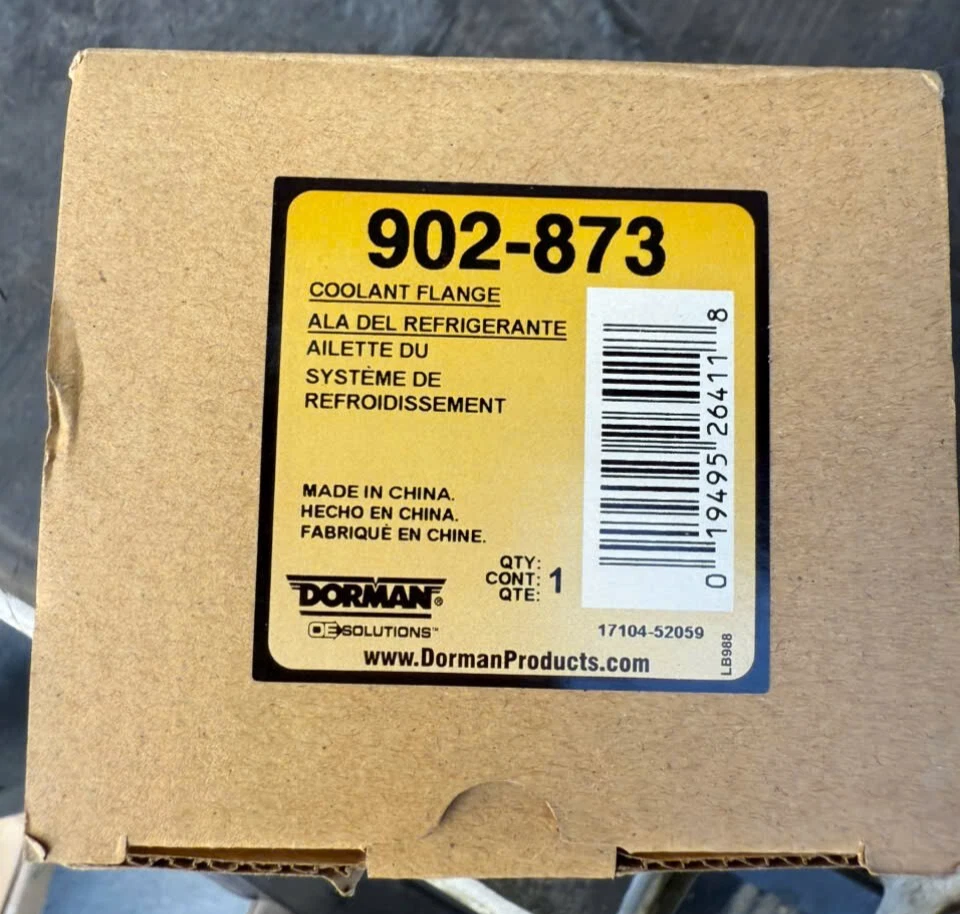 902-873
COOLANT FLANGE
ALA DEL REFRIGERANTE
AILETTE DU
SYSTÈME DE
REFROIDISSEMENT
MADE IN CHINA.
HECHO EN CHINA.
FABRIQUÈ EN CHINE.
QTY:
CONT: 1
QTE:
0 19495 26411 8
DORMAN®
OE SOLUTIONS™
17104-52059
LB988
www.DormanProducts.com